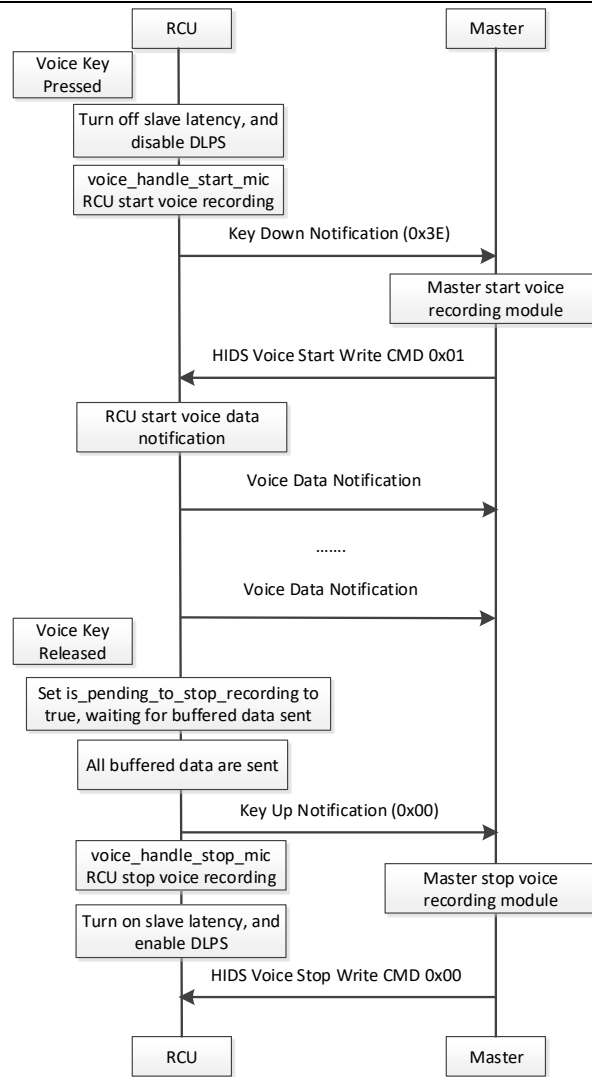 RCU
Master
Voice Key
Pressed
Turn off slave latency, and
disable DLPS
voice_handle_start_mic
RCU start voice recording
Key Down Notification (0x3E)
Master start voice
recording module
HIDS Voice Start Write CMD 0x01
RCU start voice data
notification
Voice Data Notification
.......
Voice Data Notification
Voice Key
Released
Set is_pending_to_stop_recording to
true, waiting for buffered data sent
All buffered data are sent
Key Up Notification (0x00)
voice_handle_stop_mic
RCU stop voice recording
Master stop voice
recording module
Turn on slave latency, and
enable DLPS
HIDS Voice Stop Write CMD 0x00
RCU
Master